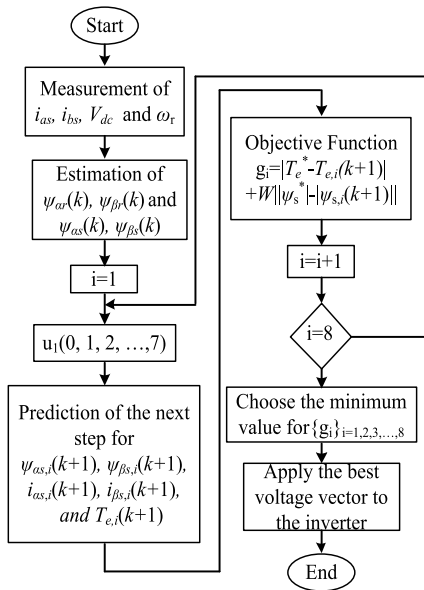 Start
Measurement of
i_as, i_bs, V_dc and ω_r
Estimation of
ψ_αr(k), ψ_βr(k) and
ψ_αs(k), ψ_βs(k)
i=1
u_1(0, 1, 2, ...,7)
Prediction of the next
step for
ψ_αs,i(k+1), ψ_βs,i(k+1),
i_αs,i(k+1), i_βs,i(k+1),
and T_e,i(k+1)
Objective Function
g_i=|T_e^*-T_e,i(k+1)|
+W||ψ_s^*|-|ψ_s,i(k+1)||
i=i+1
i=8
Choose the minimum
value for{g_i}_i=1,2,3,...,8
Apply the best
voltage vector to
the inverter
End